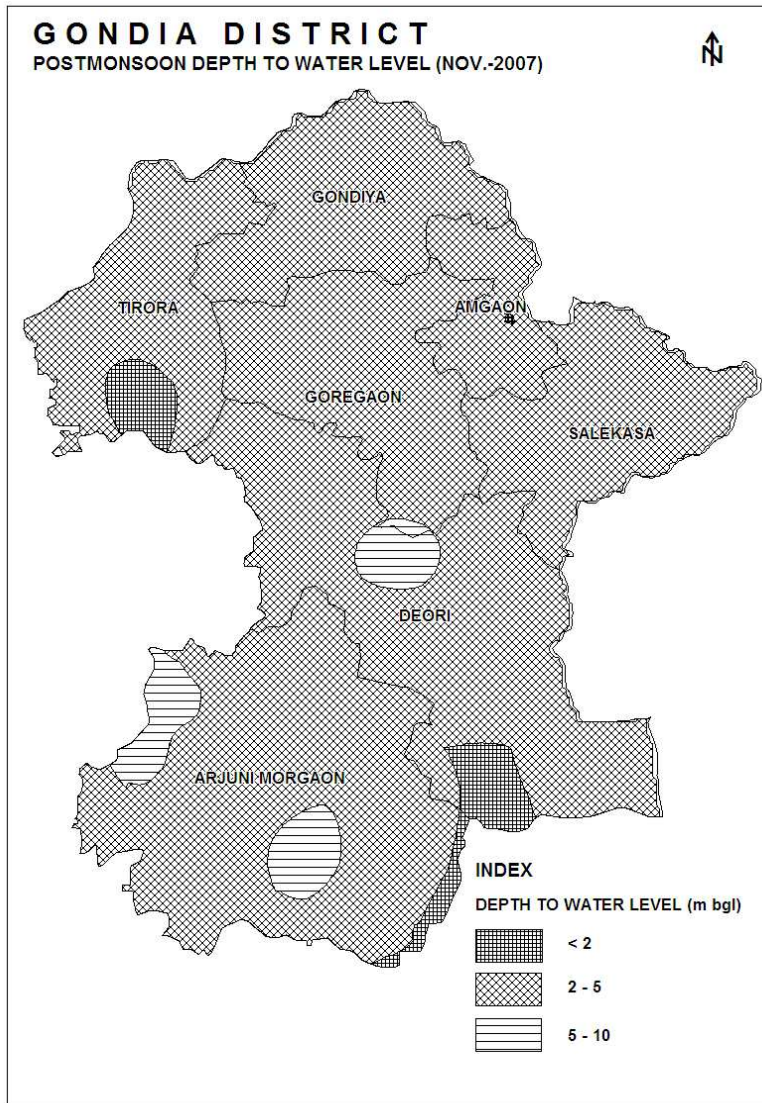 GONDIA DISTRICT
POSTMONSOON DEPTH TO WATER LEVEL (NOV.-2007)
N
GONDIYA
TIRORA
AMGAON
GOREGAON
SALEKASA
DEORI
ARJUNI MORGAON
INDEX
DEPTH TO WATER LEVEL (m bgl)
< 2
2 - 5
5 - 10